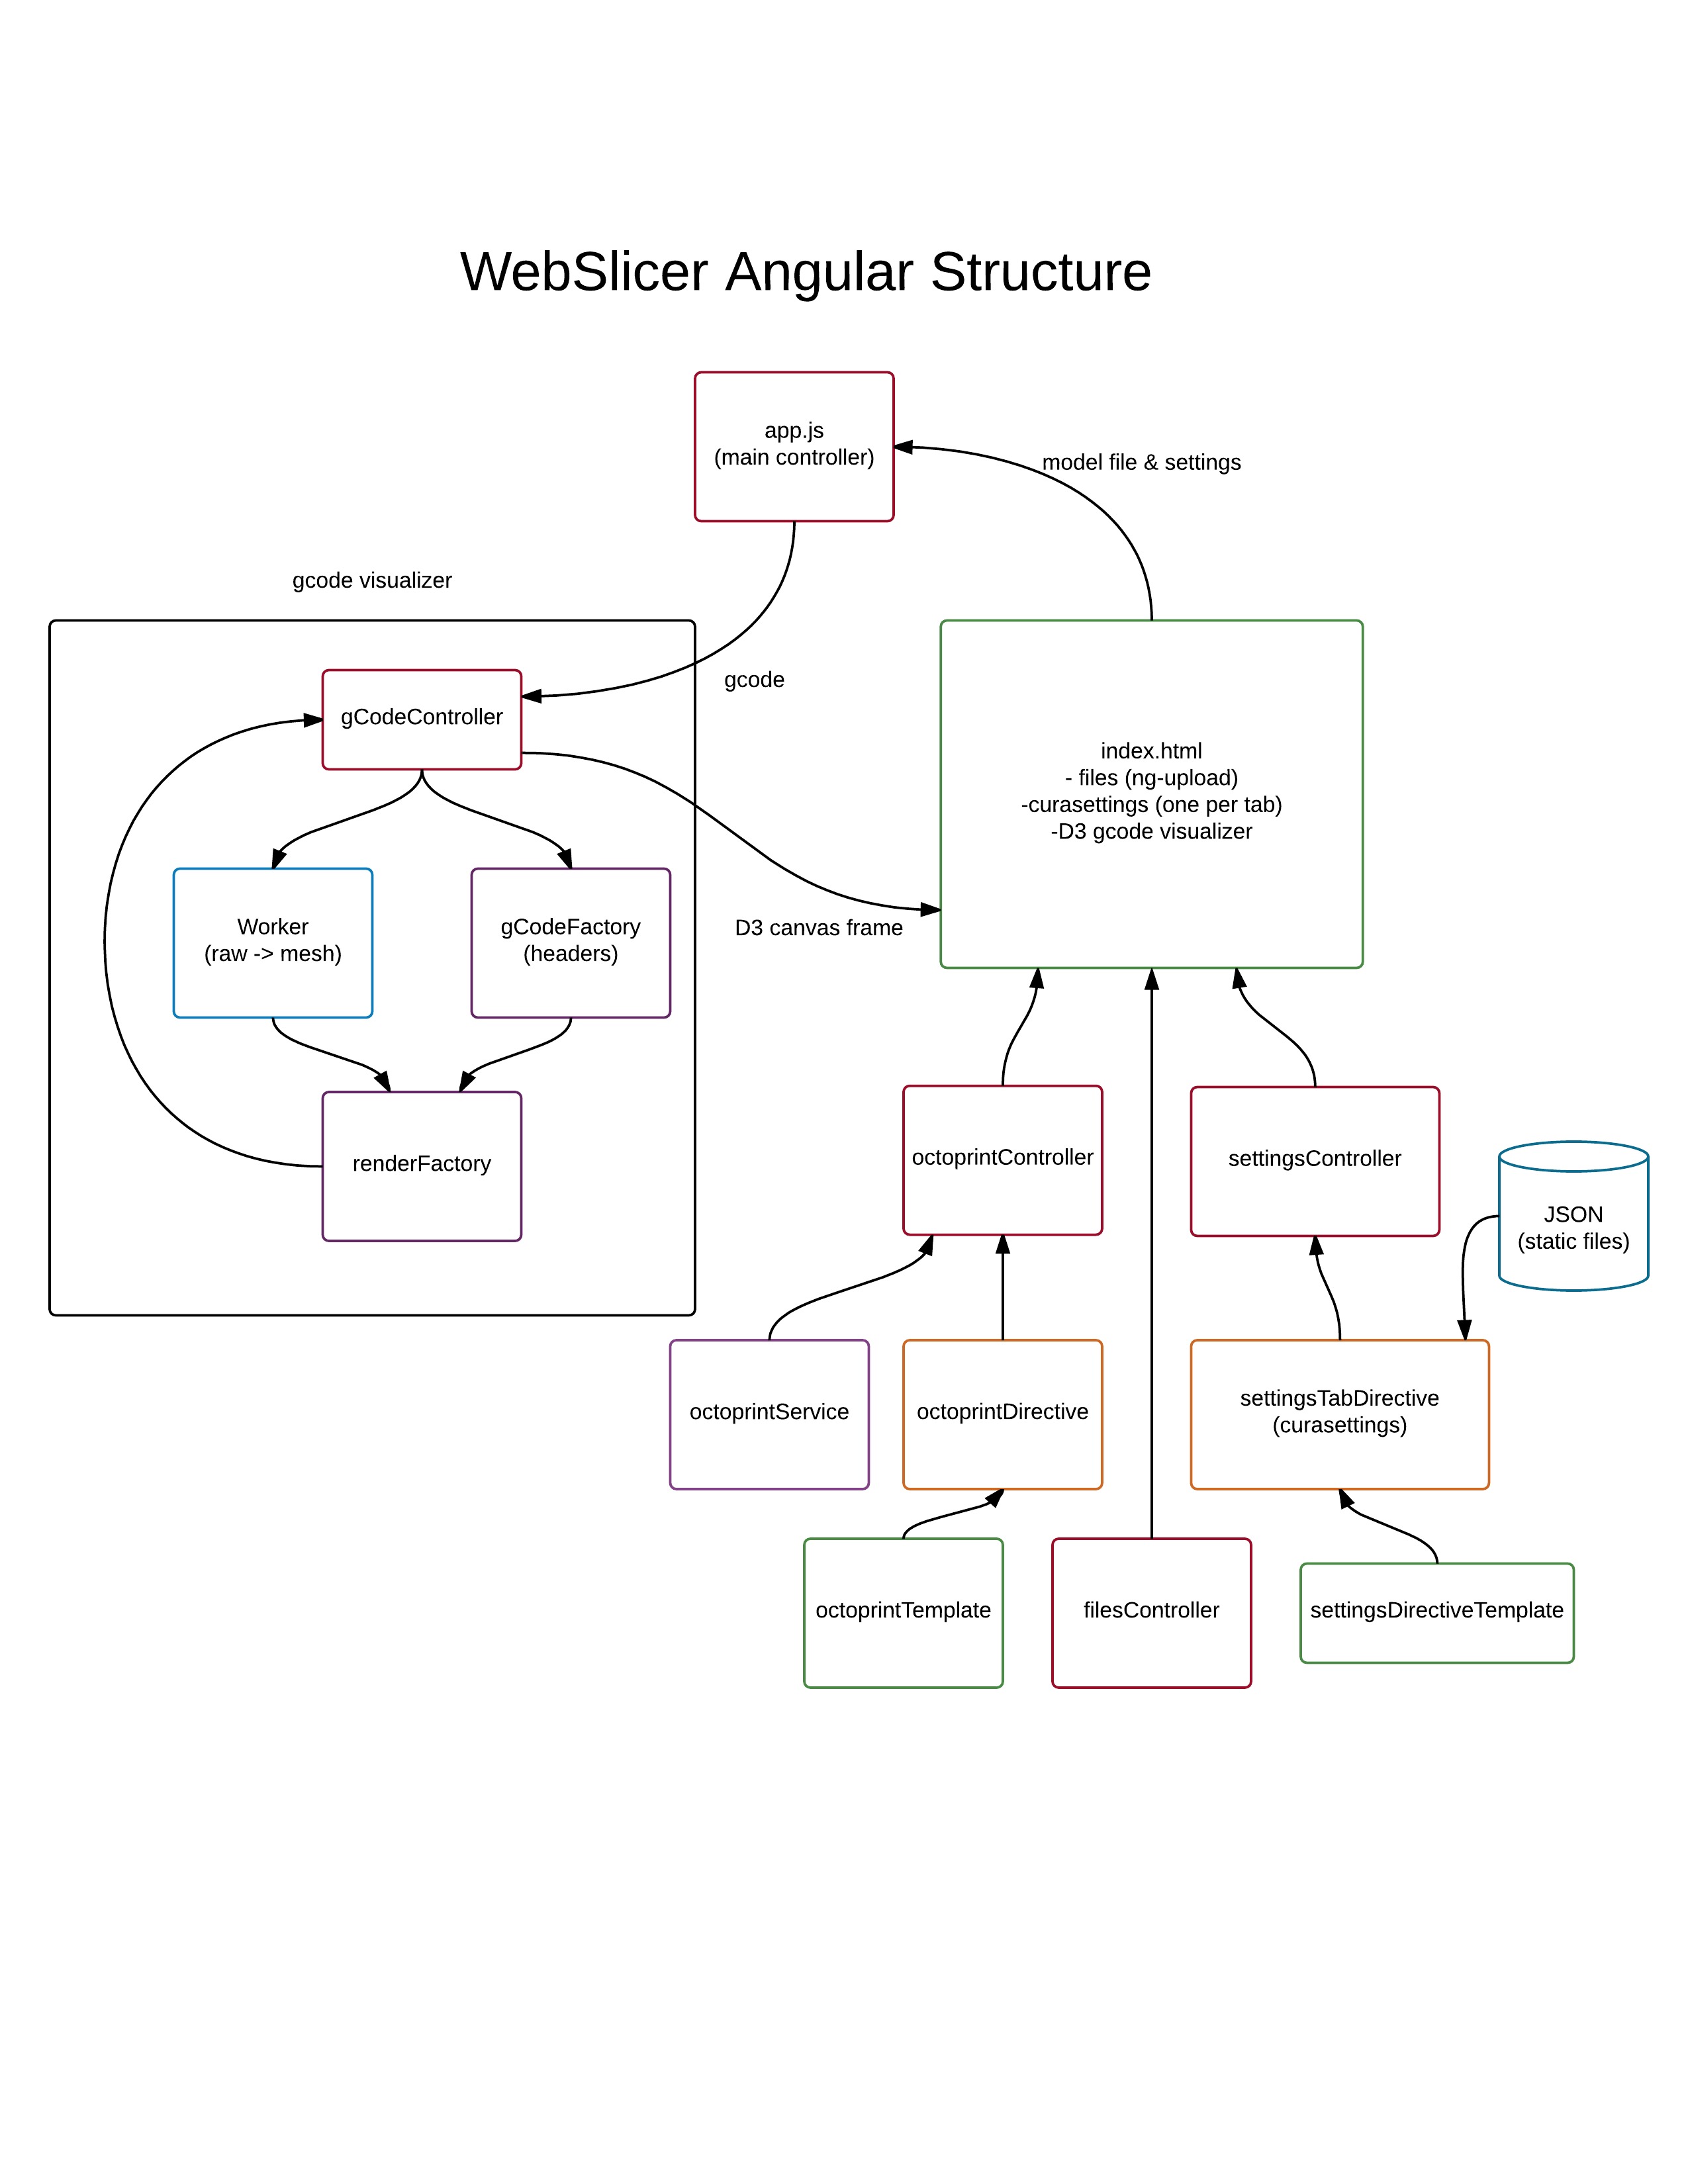 WebSlicer Angular Structure
app.js
(main controller)
model file & settings
gcode visualizer
gcode
gCodeController
index.html
- files (ng-upload)
-curasettings (one per tab)
-D3 gcode visualizer
Worker
(raw -> mesh)
gCodeFactory
(headers)
D3 canvas frame
renderFactory
octoprintController
settingsController
JSON
(static files)
octoprintService
octoprintDirective
settingsTabDirective
(curasettings)
octoprintTemplate
filesController
settingsDirectiveTemplate